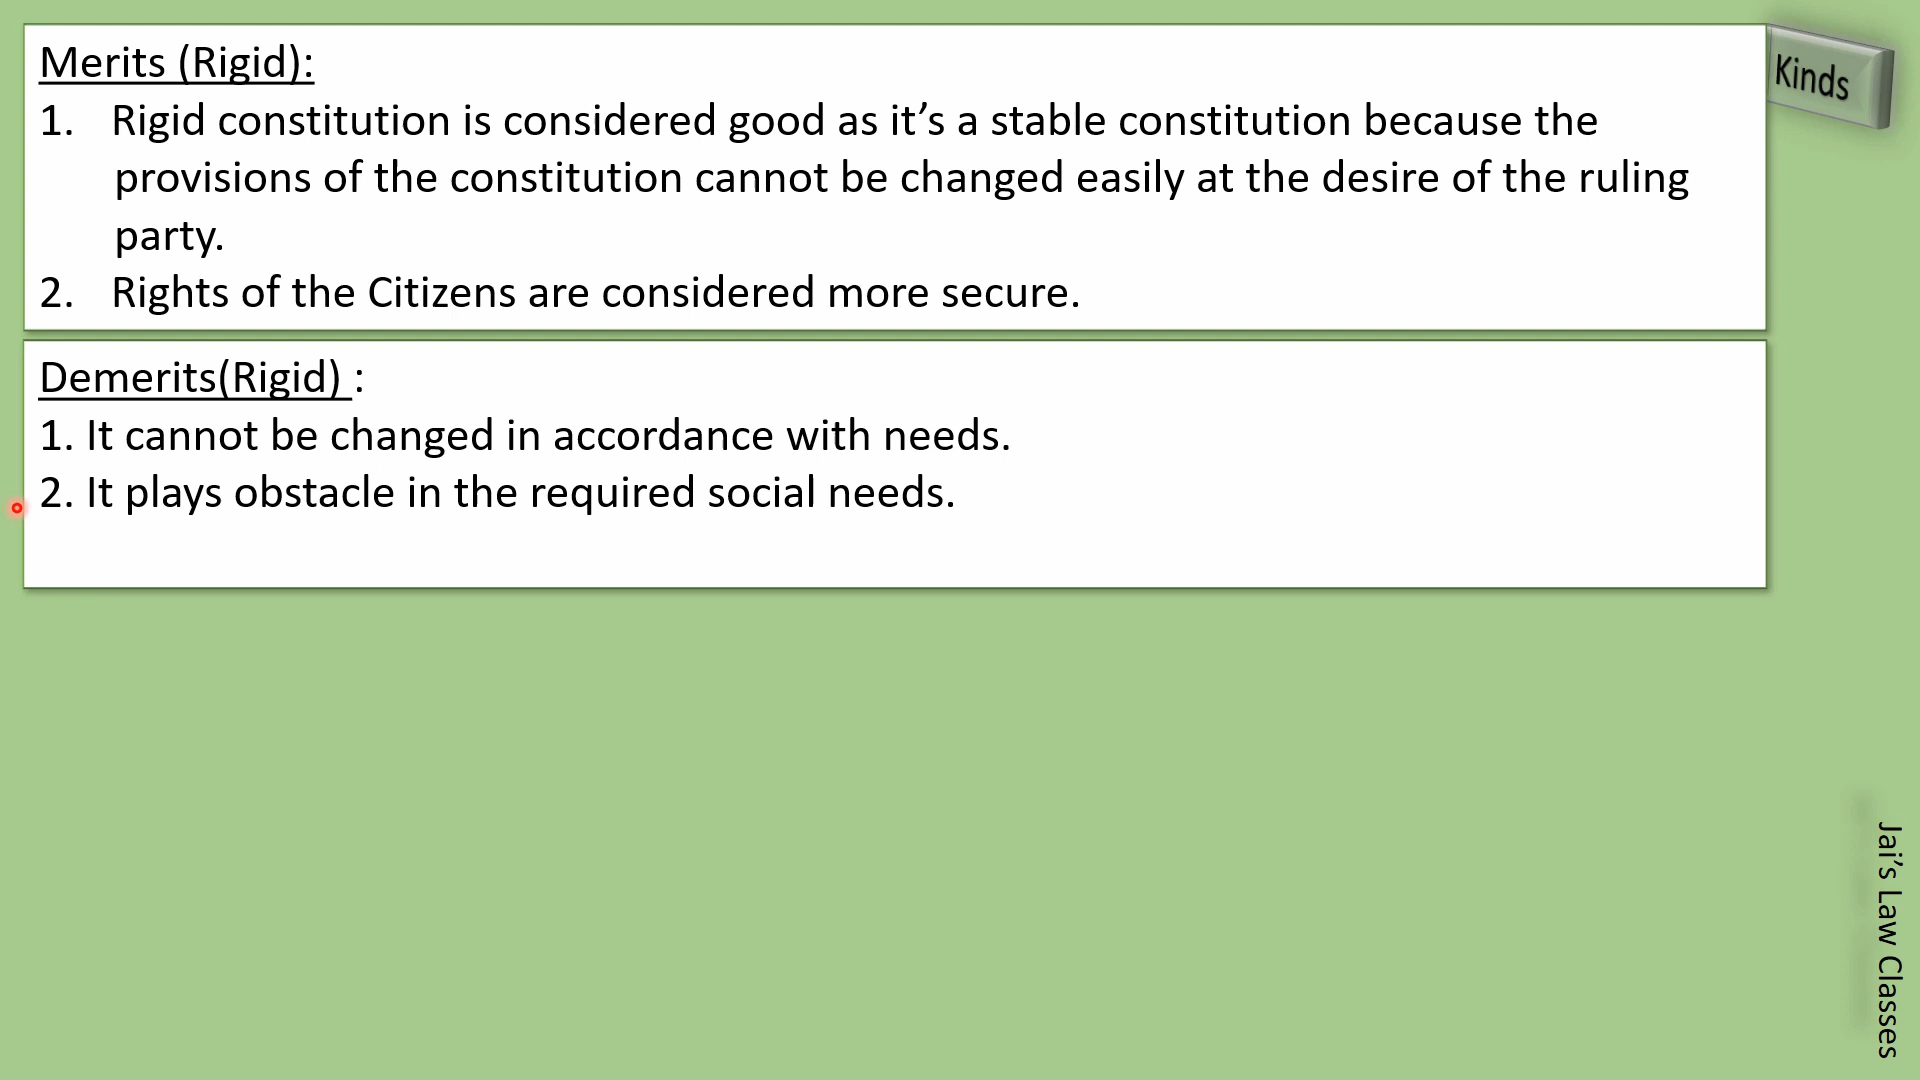 Merits (Rigid):
1. Rigid constitution is considered good as it’s a stable constitution because the
provisions of the constitution cannot be changed easily at the desire of the ruling
party.
2. Rights of the Citizens are considered more secure.
Kinds
Demerits(Rigid) :
1. It cannot be changed in accordance with needs.
2. It plays obstacle in the required social needs.
Jai’s Law Classes